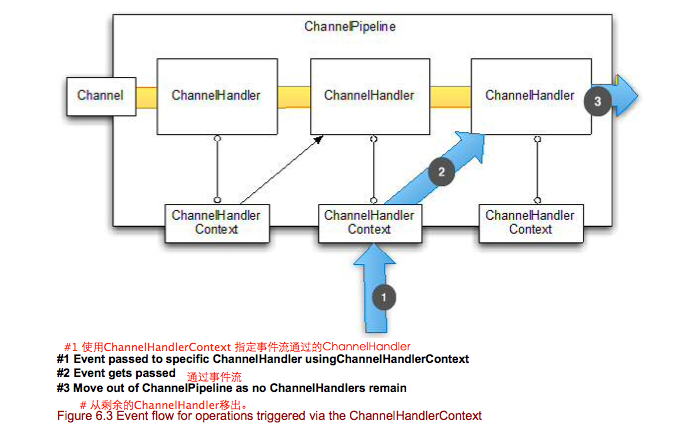 ChannelPipeline
Channel
ChannelHandler
ChannelHandler
ChannelHandler
3
2
ChannelHandler
Context
ChannelHandler
Context
ChannelHandler
Context
1
#1 使用ChannelHandlerContext 指定事件流通过的ChannelHandler
#1 Event passed to specific ChannelHandler usingChannelHandlerContext
#2 Event gets passed 通过事件流
#3 Move out of ChannelPipeline as no ChannelHandlers remain
# 从剩余的ChannelHandler移出。
Figure 6.3 Event flow for operations triggered via the ChannelHandlerContext